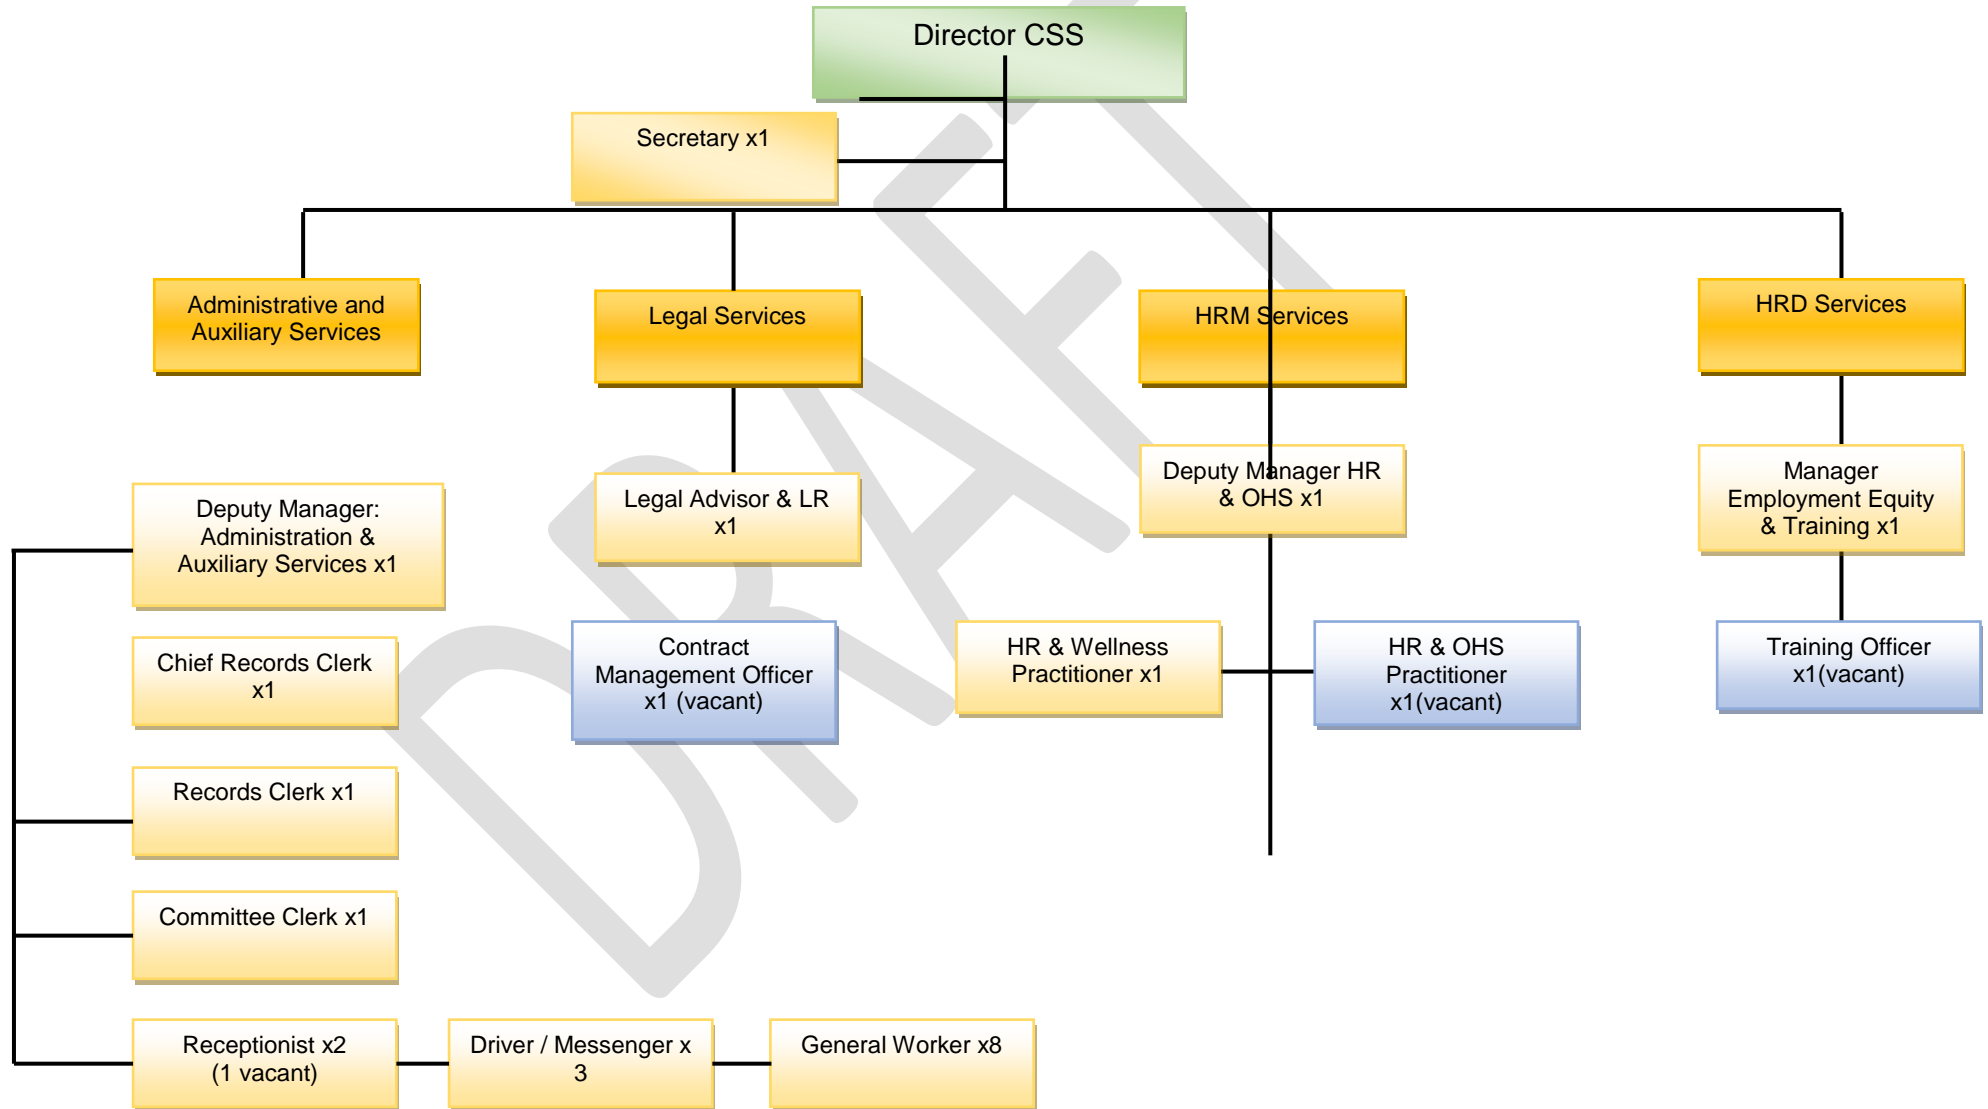 Director CSS
Secretary x1
Administrative and
Auxiliary Services
Legal Services
HRM Services
HRD Services
Deputy Manager:
Administration &
Auxiliary Services x1
Legal Advisor & LR
x1
Deputy Manager HR
& OHS x1
Manager
Employment Equity
& Training x1
Chief Records Clerk
x1
Contract
Management Officer
x1 (vacant)
HR & Wellness
Practitioner x1
HR & OHS
Practitioner
x1(vacant)
Training Officer
x1(vacant)
Records Clerk x1
Committee Clerk x1
Receptionist x2
(1 vacant)
Driver / Messenger x
3
General Worker x8
DRAFT